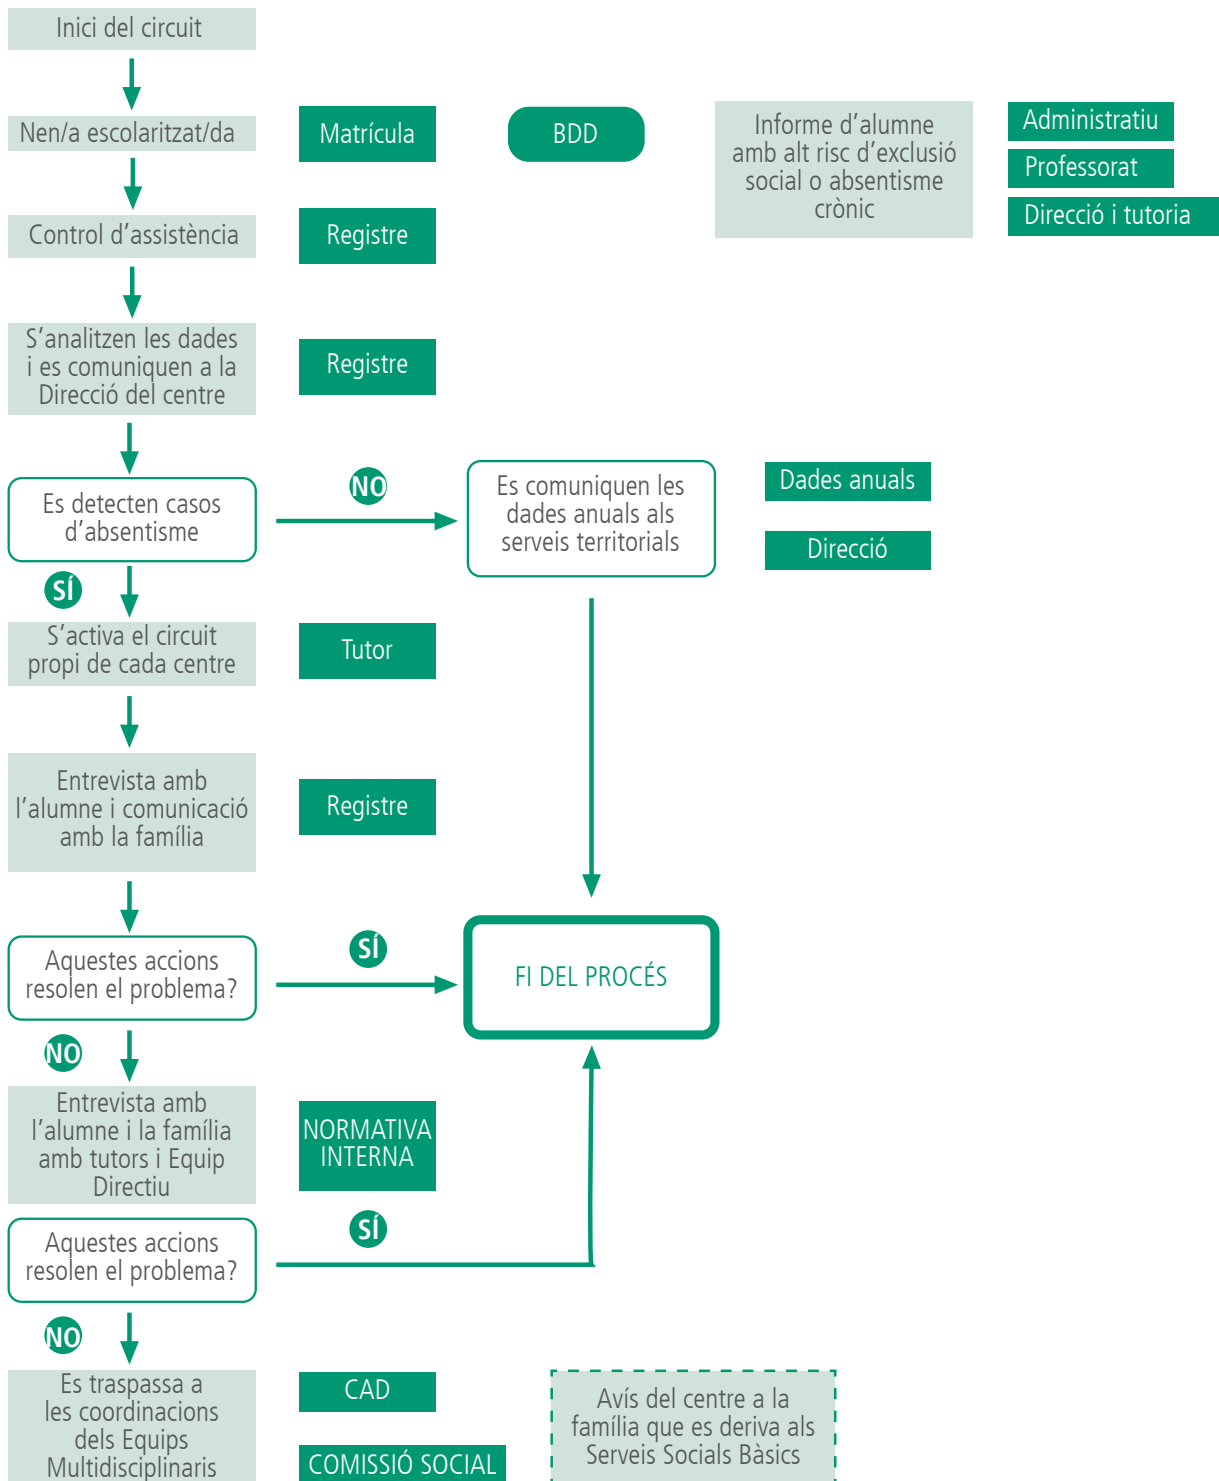 Inici del circuit
Nen/a escolaritzat/da
Matrícula
BDD
Informe d’alumne
amb alt risc d’exclusió
social o absentisme
crònic
Administratiu
Professorat
Direcció i tutoria
Control d’assistència
Registre
S’analitzen les dades
i es comuniquen a la
Direcció del centre
Registre
Es detecten casos
d’absentisme
NO
Es comuniquen les
dades anuals als
serveis territorials
Dades anuals
Direcció
SÍ
S’activa el circuit
propi de cada centre
Tutor
Entrevista amb
l’alumne i comunicació
amb la família
Registre
Aquestes accions
resolen el problema?
SÍ
FI DEL PROCÉS
NO
Entrevista amb
l’alumne i la família
amb tutors i Equip
Directiu
NORMATIVA
INTERNA
Aquestes accions
resolen el problema?
SÍ
NO
Es traspassa a
les coordinacions
dels Equips
Multidisciplinaris
CAD
COMISSIÓ SOCIAL
Avís del centre a la
família que es deriva als
Serveis Socials Bàsics